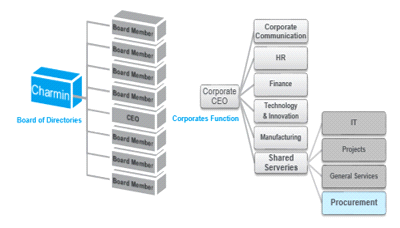 Board Member
Board Member
Board Member
Board Member
CEO
Board Member
Board Member
Board Member
Charmin
Board of Directories
Corporate
CEO
Corporates Function
Corporate
Communication
HR
Finance
Technology
& Innovation
Manufacturing
Shared
Serveries
IT
Projects
General Services
Procurement